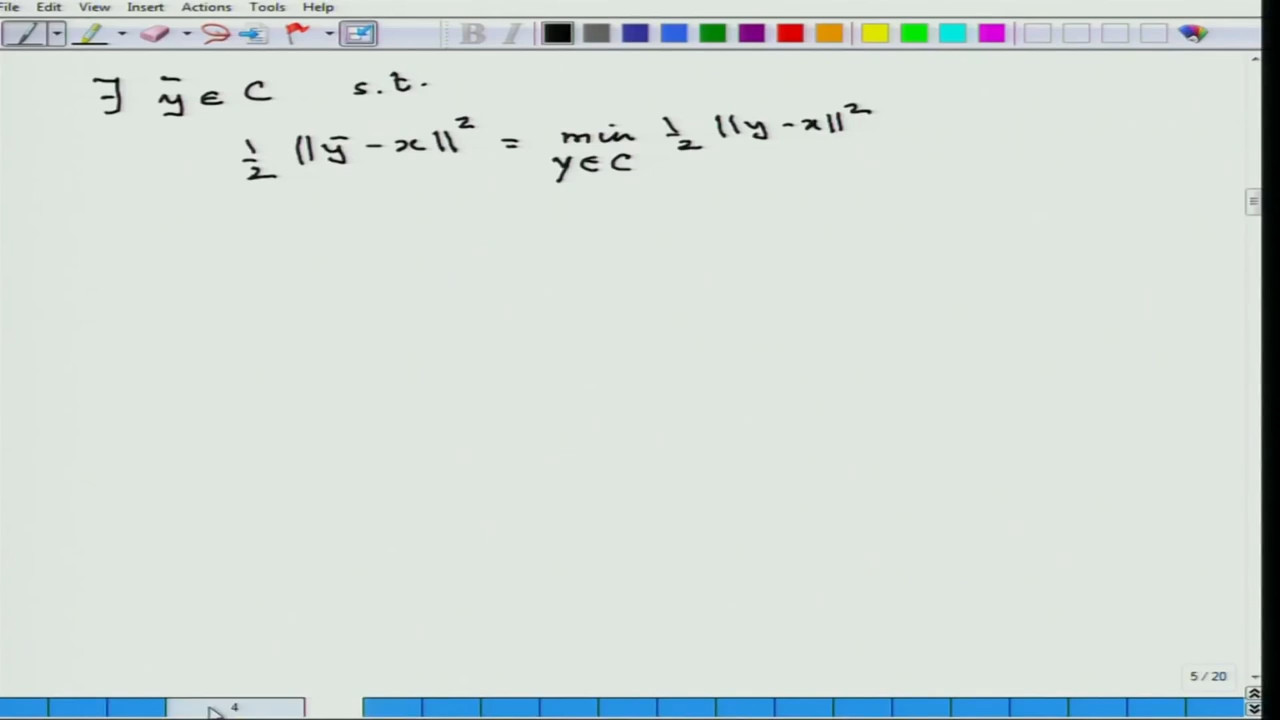 File Edit View Insert Actions Tools Help
B I
∃ ȳ ∈ C s.t.
1/2 ||ȳ - x||² = min 1/2 ||y - x||²
y ∈ C
5 / 20
4